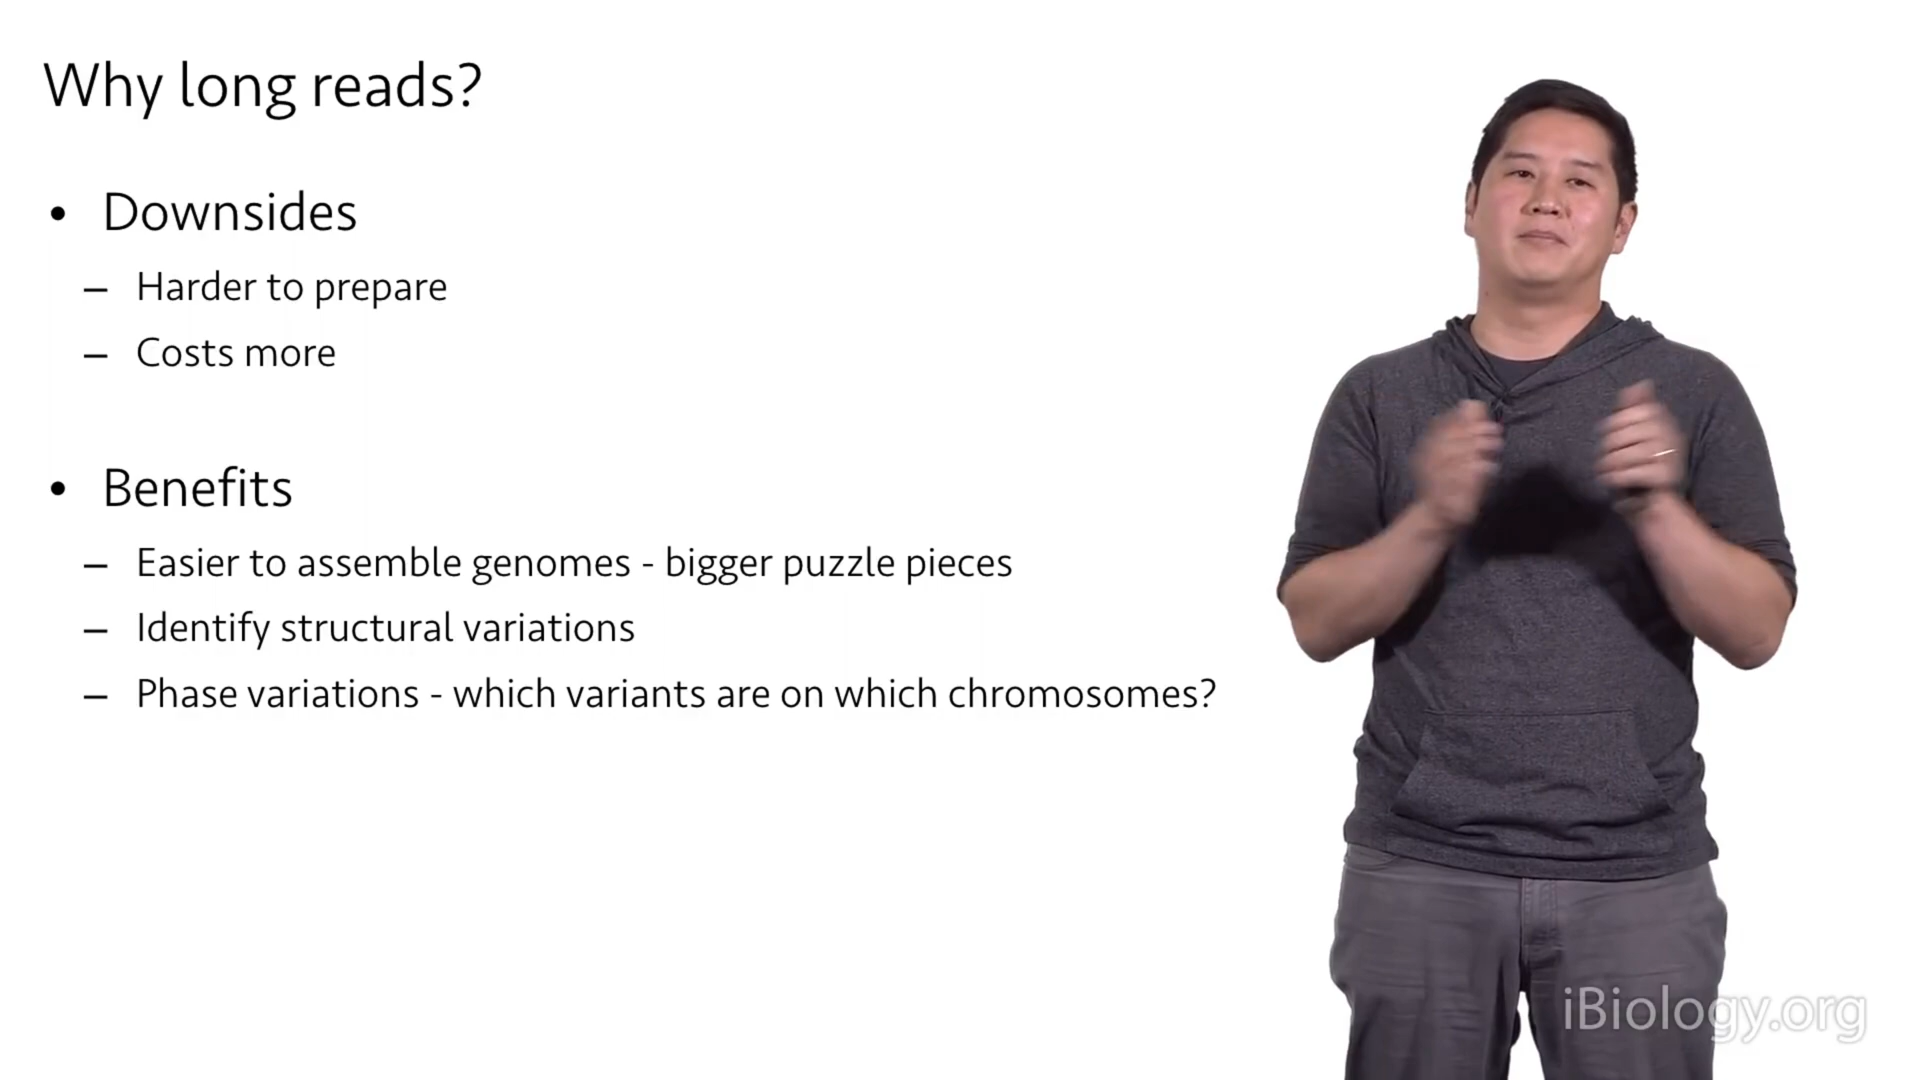 Why long reads?
• Downsides
– Harder to prepare
– Costs more
• Benefits
– Easier to assemble genomes - bigger puzzle pieces
– Identify structural variations
– Phase variations - which variants are on which chromosomes?
iBiology.org